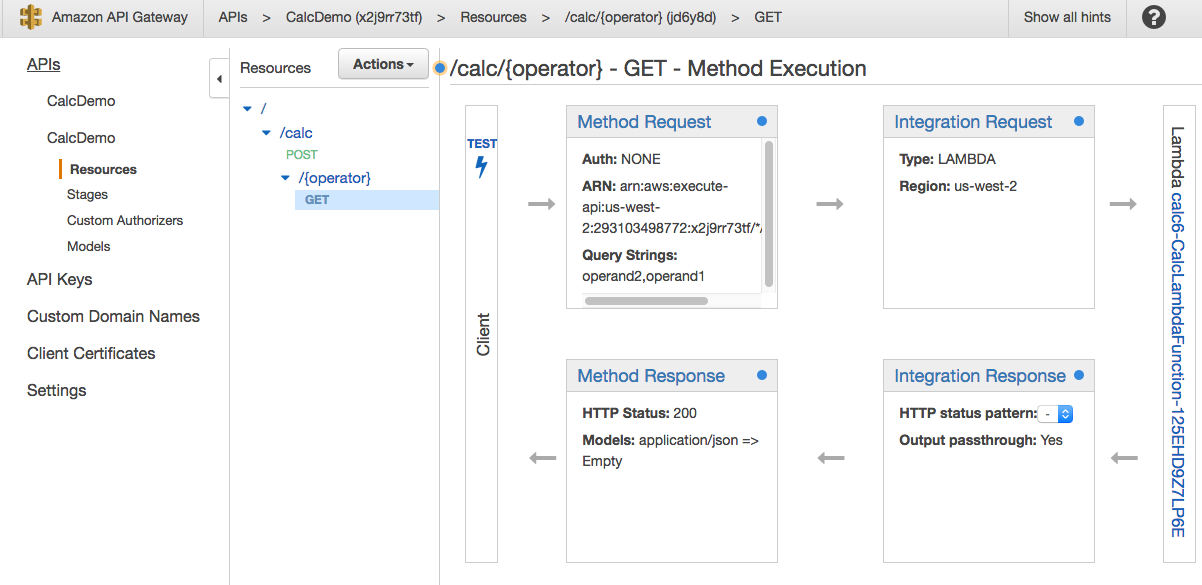 Amazon API Gateway
APIs > CalcDemo (x2j9rr73tf) > Resources > /calc/{operator} (jd6y8d) > GET
Show all hints
?
APIs
CalcDemo
CalcDemo
Resources
Stages
Custom Authorizers
Models
API Keys
Custom Domain Names
Client Certificates
Settings
Resources
Actions
/
/calc
POST
/{operator}
GET
/calc/{operator} - GET - Method Execution
TEST
Client
Method Request
Auth: NONE
ARN: arn:aws:execute-
api:us-west-
2:293103498772:x2j9rr73tf/*/
Query Strings:
operand2,operand1
Integration Request
Type: LAMBDA
Region: us-west-2
Lambda calc6-CalcLambdaFunction-125EHD9Z7LP6E
Method Response
HTTP Status: 200
Models: application/json =>
Empty
Integration Response
HTTP status pattern: -
Output passthrough: Yes